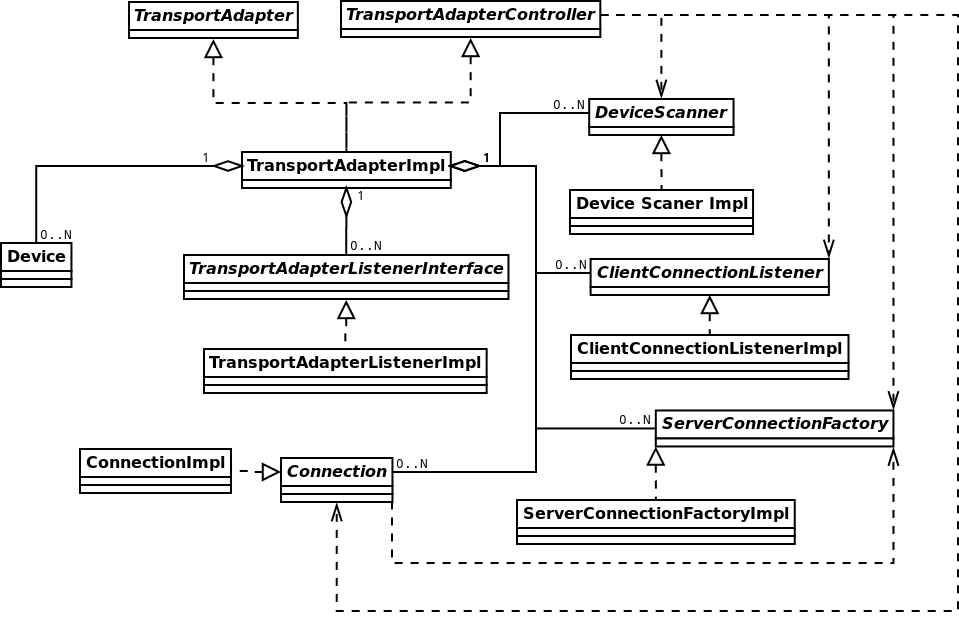 TransportAdapter
TransportAdapterController
0..N
DeviceScanner
1
TransportAdapterImpl
1
1
Device Scaner Impl
0..N
0..N
Device
TransportAdapterListenerInterface
0..N
ClientConnectionListener
TransportAdapterListenerImpl
ClientConnectionListenerImpl
0..N
ServerConnectionFactory
ConnectionImpl
Connection
0..N
ServerConnectionFactoryImpl